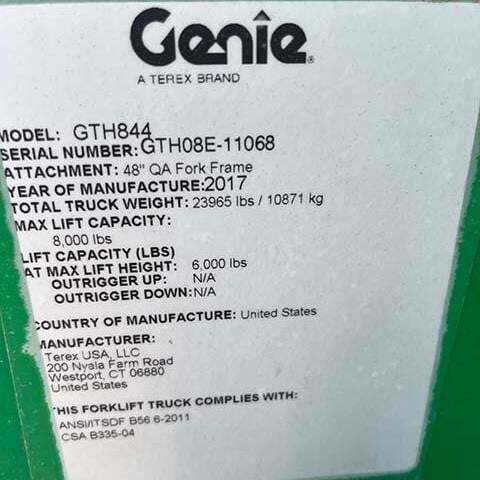 Genie
A TEREX BRAND
MODEL: GTH844
SERIAL NUMBER: GTH08E-11068
ATTACHMENT: 48" QA Fork Frame
YEAR OF MANUFACTURE: 2017
TOTAL TRUCK WEIGHT: 23965 lbs / 10871 kg
MAX LIFT CAPACITY:
8,000 lbs
LIFT CAPACITY (LBS)
AT MAX LIFT HEIGHT: 6,000 lbs
OUTRIGGER UP: N/A
OUTRIGGER DOWN: N/A
COUNTRY OF MANUFACTURE: United States
MANUFACTURER:
Terex USA, LLC
200 Nyala Farm Road
Westport, CT 06880
United States
THIS FORKLIFT TRUCK COMPLIES WITH:
ANSI/ITSDF B56.6-2011
CSA B335-04